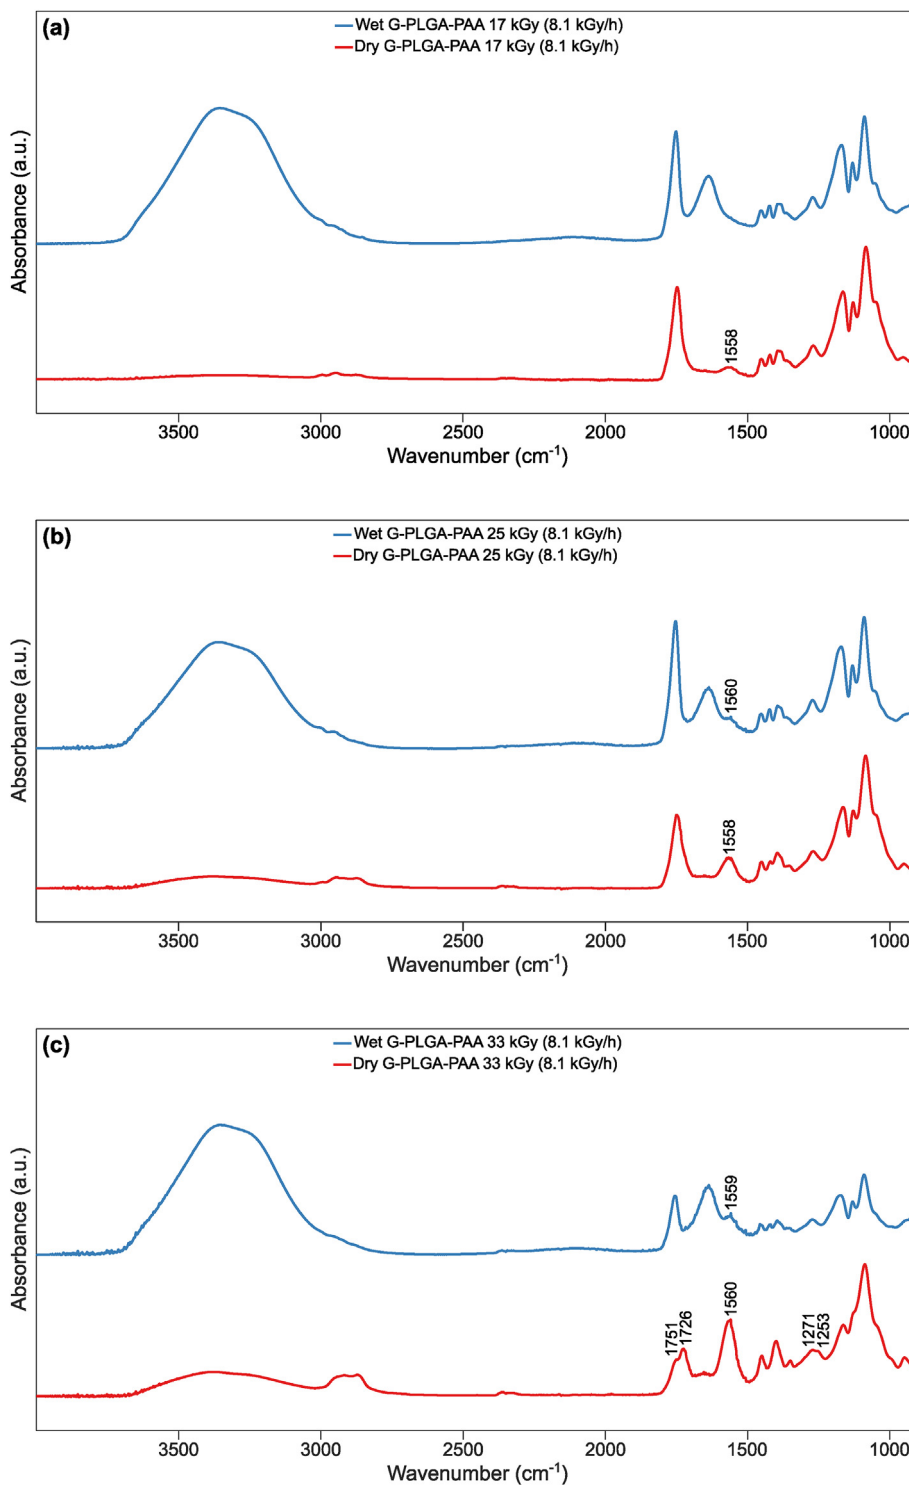 (a)
Wet G-PLGA-PAA 17 kGy (8.1 kGy/h)
Dry G-PLGA-PAA 17 kGy (8.1 kGy/h)
Absorbance (a.u.)
1558
3500 3000 2500 2000 1500 1000
Wavenumber (cm⁻¹)
(b)
Wet G-PLGA-PAA 25 kGy (8.1 kGy/h)
Dry G-PLGA-PAA 25 kGy (8.1 kGy/h)
Absorbance (a.u.)
1560
1558
3500 3000 2500 2000 1500 1000
Wavenumber (cm⁻¹)
(c)
Wet G-PLGA-PAA 33 kGy (8.1 kGy/h)
Dry G-PLGA-PAA 33 kGy (8.1 kGy/h)
Absorbance (a.u.)
1559
1751
1726
1560
1271
1253
3500 3000 2500 2000 1500 1000
Wavenumber (cm⁻¹)